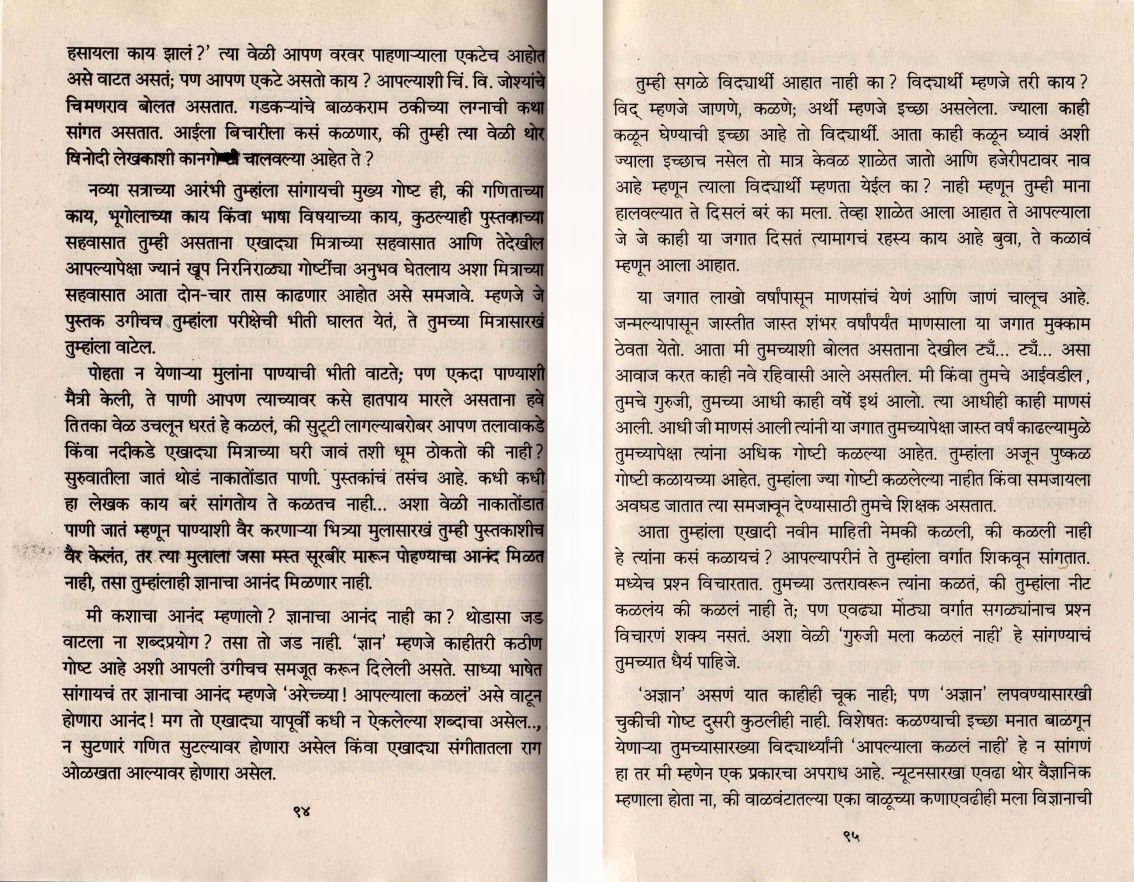 हसायला काय झालं ?’ त्या वेळी आपण वरवर पाहणाऱ्याला एकटेच आहोत
असे वाटत असतं; पण आपण एकटे असतो काय ? आपल्याशी चिं. वि. जोश्यांचे
चिमणराव बोलत असतात. गडकऱ्यांचे बाळकराम ठकीच्या लग्नाची कथा
सांगत असतात. आईला बिचारीला कसं कळणार, की तुम्ही त्या वेळी थोर
विनोदी लेखकाशी कानगोष्टी चालवल्या आहेत ते ?
नव्या सत्राच्या आरंभी तुम्हांला सांगायची मुख्य गोष्ट ही, की गणिताच्या
काय, भूगोलाच्या काय किंवा भाषा विषयाच्या काय, कुठल्याही पुस्तकाच्या
सहवासात तुम्ही असताना एखाद्या मित्राच्या सहवासात आणि तेदेखील
आपल्यापेक्षा ज्यानं खूप निरनिराळ्या गोष्टींचा अनुभव घेतलाय अशा मित्राच्या
सहवासात आता दोन-चार तास काढणार आहोत असे समजावे. म्हणजे जे
पुस्तक उगीचच तुम्हांला परीक्षेची भीती घालत येतं, ते तुमच्या मित्रासारखं
तुम्हांला वाटेल.
पोहता न येणाऱ्या मुलांना पाण्याची भीती वाटते; पण एकदा पाण्याशी
मैत्री केली, ते पाणी आपण त्याच्यावर कसे हातपाय मारले असताना हवे
तितका वेळ उचलून धरतं हे कळलं, की सुट्टी लागल्याबरोबर आपण तलावाकडे
किंवा नदीकडे एखाद्या मित्राच्या घरी जावं तशी धूम ठोकतो की नाही ?
सुरुवातीला जातं थोडं नाकातोंडात पाणी. पुस्तकांचं तसंच आहे. कधी कधी
हा लेखक काय बरं सांगतोय ते कळतच नाही... अशा वेळी नाकातोंडात
पाणी जातं म्हणून पाण्याशी वैर करणाऱ्या भित्र्या मुलासारखं तुम्ही पुस्तकाशीच
वैर केलंत, तर त्या मुलाला जसा मस्त सूरबीर मारून पोहण्याचा आनंद मिळत
नाही, तसा तुम्हांलाही ज्ञानाचा आनंद मिळणार नाही.
मी कशाचा आनंद म्हणालो ? ज्ञानाचा आनंद नाही का ? थोडासा जड
वाटला ना शब्दप्रयोग ? तसा तो जड नाही. ‘ज्ञान’ म्हणजे काहीतरी कठीण
गोष्ट आहे अशी आपली उगीचच समजूत करून दिलेली असते. साध्या भाषेत
सांगायचं तर ज्ञानाचा आनंद म्हणजे ‘अरेच्च्या ! आपल्याला कळलं’ असे वाटून
होणारा आनंद ! मग तो एखाद्या यापूर्वी कधी न ऐकलेल्या शब्दाचा असेल..,
न सुटणारं गणित सुटल्यावर होणारा असेल किंवा एखाद्या संगीतातला राग
ओळखता आल्यावर होणारा असेल.
९४
तुम्ही सगळे विद्यार्थी आहात नाही का ? विद्यार्थी म्हणजे तरी काय ?
विद् म्हणजे जाणणे, कळणे; अर्थी म्हणजे इच्छा असलेला. ज्याला काही
कळून घेण्याची इच्छा आहे तो विद्यार्थी. आता काही कळून घ्यावं अशी
ज्याला इच्छाच नसेल तो मात्र केवळ शाळेत जातो आणि हजेरीपटावर नाव
आहे म्हणून त्याला विद्यार्थी म्हणता येईल का ? नाही म्हणून तुम्ही माना
हालवल्यात ते दिसलं बरं का मला. तेव्हा शाळेत आला आहात ते आपल्याला
जे जे काही या जगात दिसतं त्यामागचं रहस्य काय आहे बुवा, ते कळावं
म्हणून आला आहात.
या जगात लाखो वर्षांपासून माणसांचं येणं आणि जाणं चालूच आहे.
जन्मल्यापासून जास्तीत जास्त शंभर वर्षांपर्यंत माणसाला या जगात मुक्काम
ठेवता येतो. आता मी तुमच्याशी बोलत असताना देखील ट्यँ... ट्यँ... असा
आवाज करत काही नवे रहिवासी आले असतील. मी किंवा तुमचे आईवडील,
तुमचे गुरुजी, तुमच्या आधी काही वर्षे इथं आलो. त्या आधीही काही माणसं
आली. आधी जी माणसं आली त्यांनी या जगात तुमच्यापेक्षा जास्त वर्षं काढल्यामुळे
तुमच्यापेक्षा त्यांना अधिक गोष्टी कळल्या आहेत. तुम्हांला अजून पुष्कळ
गोष्टी कळायच्या आहेत. तुम्हांला ज्या गोष्टी कळलेल्या नाहीत किंवा समजायला
अवघड जातात त्या समजावून देण्यासाठी तुमचे शिक्षक असतात.
आता तुम्हांला एखादी नवीन माहिती नेमकी कळली, की कळली नाही
हे त्यांना कसं कळायचं ? आपल्यापरीनं ते तुम्हांला वर्गात शिकवून सांगतात.
मध्येच प्रश्न विचारतात. तुमच्या उत्तरावरून त्यांना कळतं, की तुम्हांला नीट
कळलंय की कळलं नाही ते; पण एवढ्या मोठ्या वर्गात सगळ्यांनाच प्रश्न
विचारणं शक्य नसतं. अशा वेळी ‘गुरुजी मला कळलं नाही’ हे सांगण्याचं
तुमच्यात धैर्य पाहिजे.
‘अज्ञान’ असणं यात काहीही चूक नाही; पण ‘अज्ञान’ लपवण्यासारखी
चुकीची गोष्ट दुसरी कुठलीही नाही. विशेषतः कळण्याची इच्छा मनात बाळगून
येणाऱ्या तुमच्यासारख्या विद्यार्थ्यांनी ‘आपल्याला कळलं नाही’ हे न सांगणं
हा तर मी म्हणेन एक प्रकारचा अपराध आहे. न्यूटनसारखा एवढा थोर वैज्ञानिक
म्हणाला होता ना, की वाळवंटातल्या एका वाळूच्या कणाएवढीही मला विज्ञानाची
९५